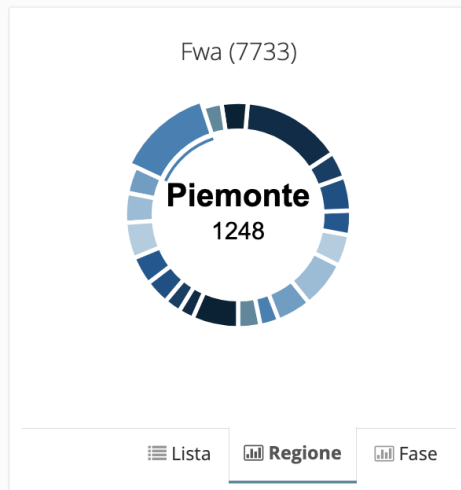 Fwa (7733)
Piemonte
1248
Lista
Regione
Fase